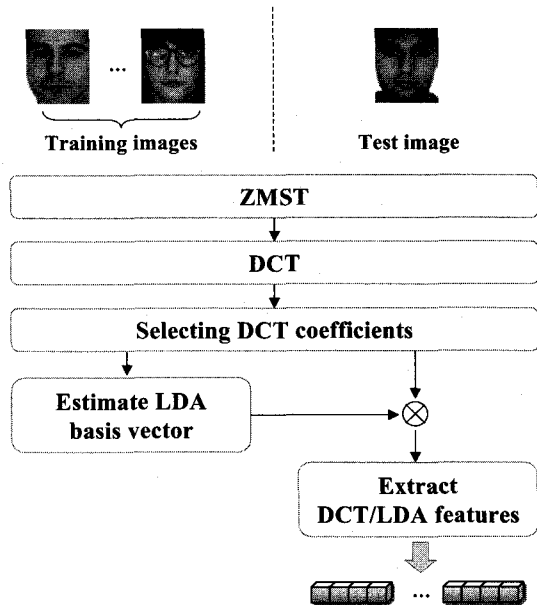 ...
Training images
Test image
ZMST
DCT
Selecting DCT coefficients
Estimate LDA
basis vector
Extract
DCT/LDA features
...